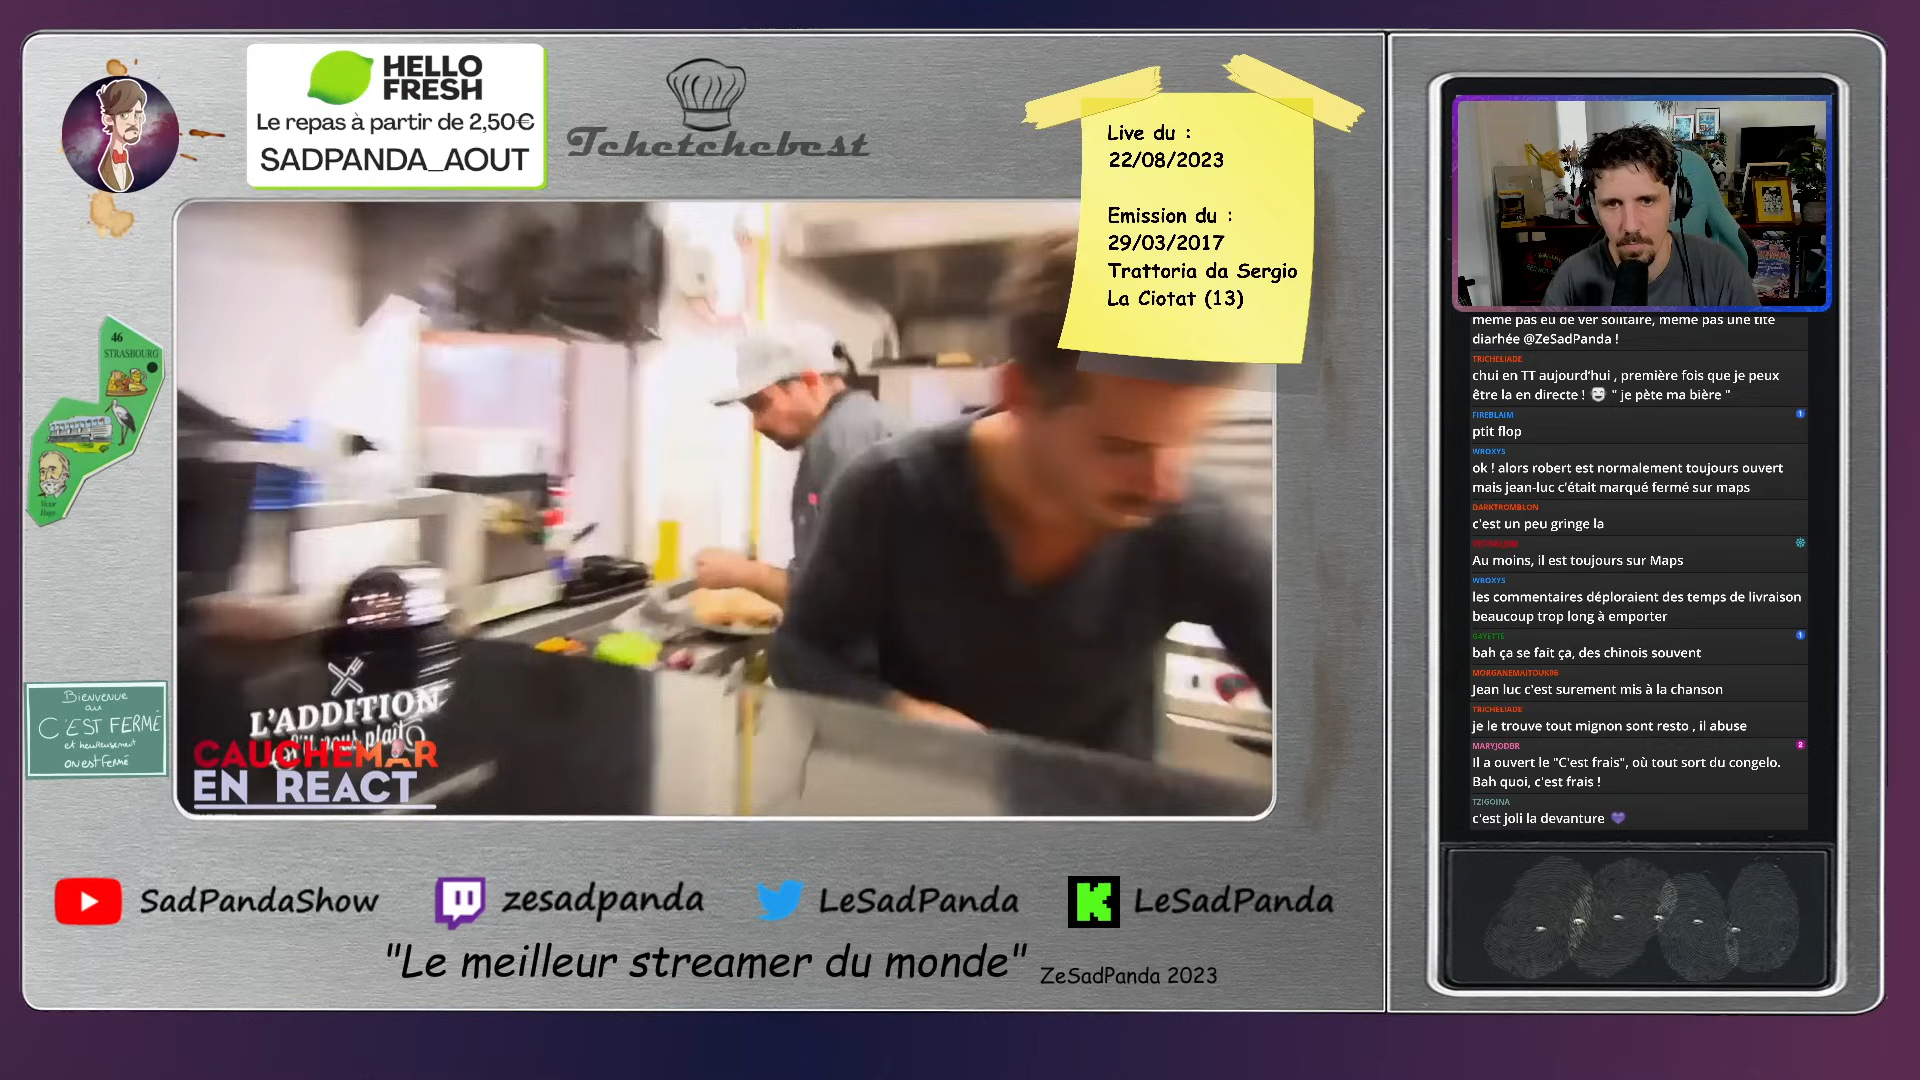 HELLO
FRESH
Le repas à partir de 2,50€
SADPANDA_AOUT
Tchetchebest
Live du :
22/08/2023
Emission du :
29/03/2017
Trattoria da Sergio
La Ciotat (13)
46
STRASBOURG
Victor
Hugo
BIENVENUE
au
C'EST FERMÉ
et heureusement
on est Fermé
L'ADDITION
s'il vous plaît
CAUCHEMAR
EN REACT
meme pas eu de ver solitaire, meme pas une tite
diarhée @ZeSadPanda !
TRICHELIADE
chui en TT aujourd'hui , première fois que je peux
être la en directe ! " je pète ma bière "
FIREBLAIM
1
ptit flop
WROXYS
ok ! alors robert est normalement toujours ouvert
mais jean-luc c'était marqué fermé sur maps
DARKTROMBLON
c'est un peu gringe la
Au moins, il est toujours sur Maps
WROXYS
les commentaires déploraient des temps de livraison
beaucoup trop long à emporter
G4YETTE
1
bah ça se fait ça, des chinois souvent
MORGANEMAITOUK06
Jean luc c'est surement mis à la chanson
TRICHELIADE
je le trouve tout mignon sont resto , il abuse
MARYJODBR
2
Il a ouvert le "C'est frais", où tout sort du congelo.
Bah quoi, c'est frais !
TZIGOINA
c'est joli la devanture
SadPandaShow
zesadpanda
LeSadPanda
LeSadPanda
"Le meilleur streamer du monde"
ZeSadPanda 2023